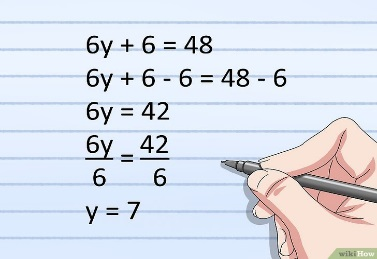 6y + 6 = 48
6y + 6 - 6 = 48 - 6
6y = 42
6y = 42
6 6
y = 7
wikiHow